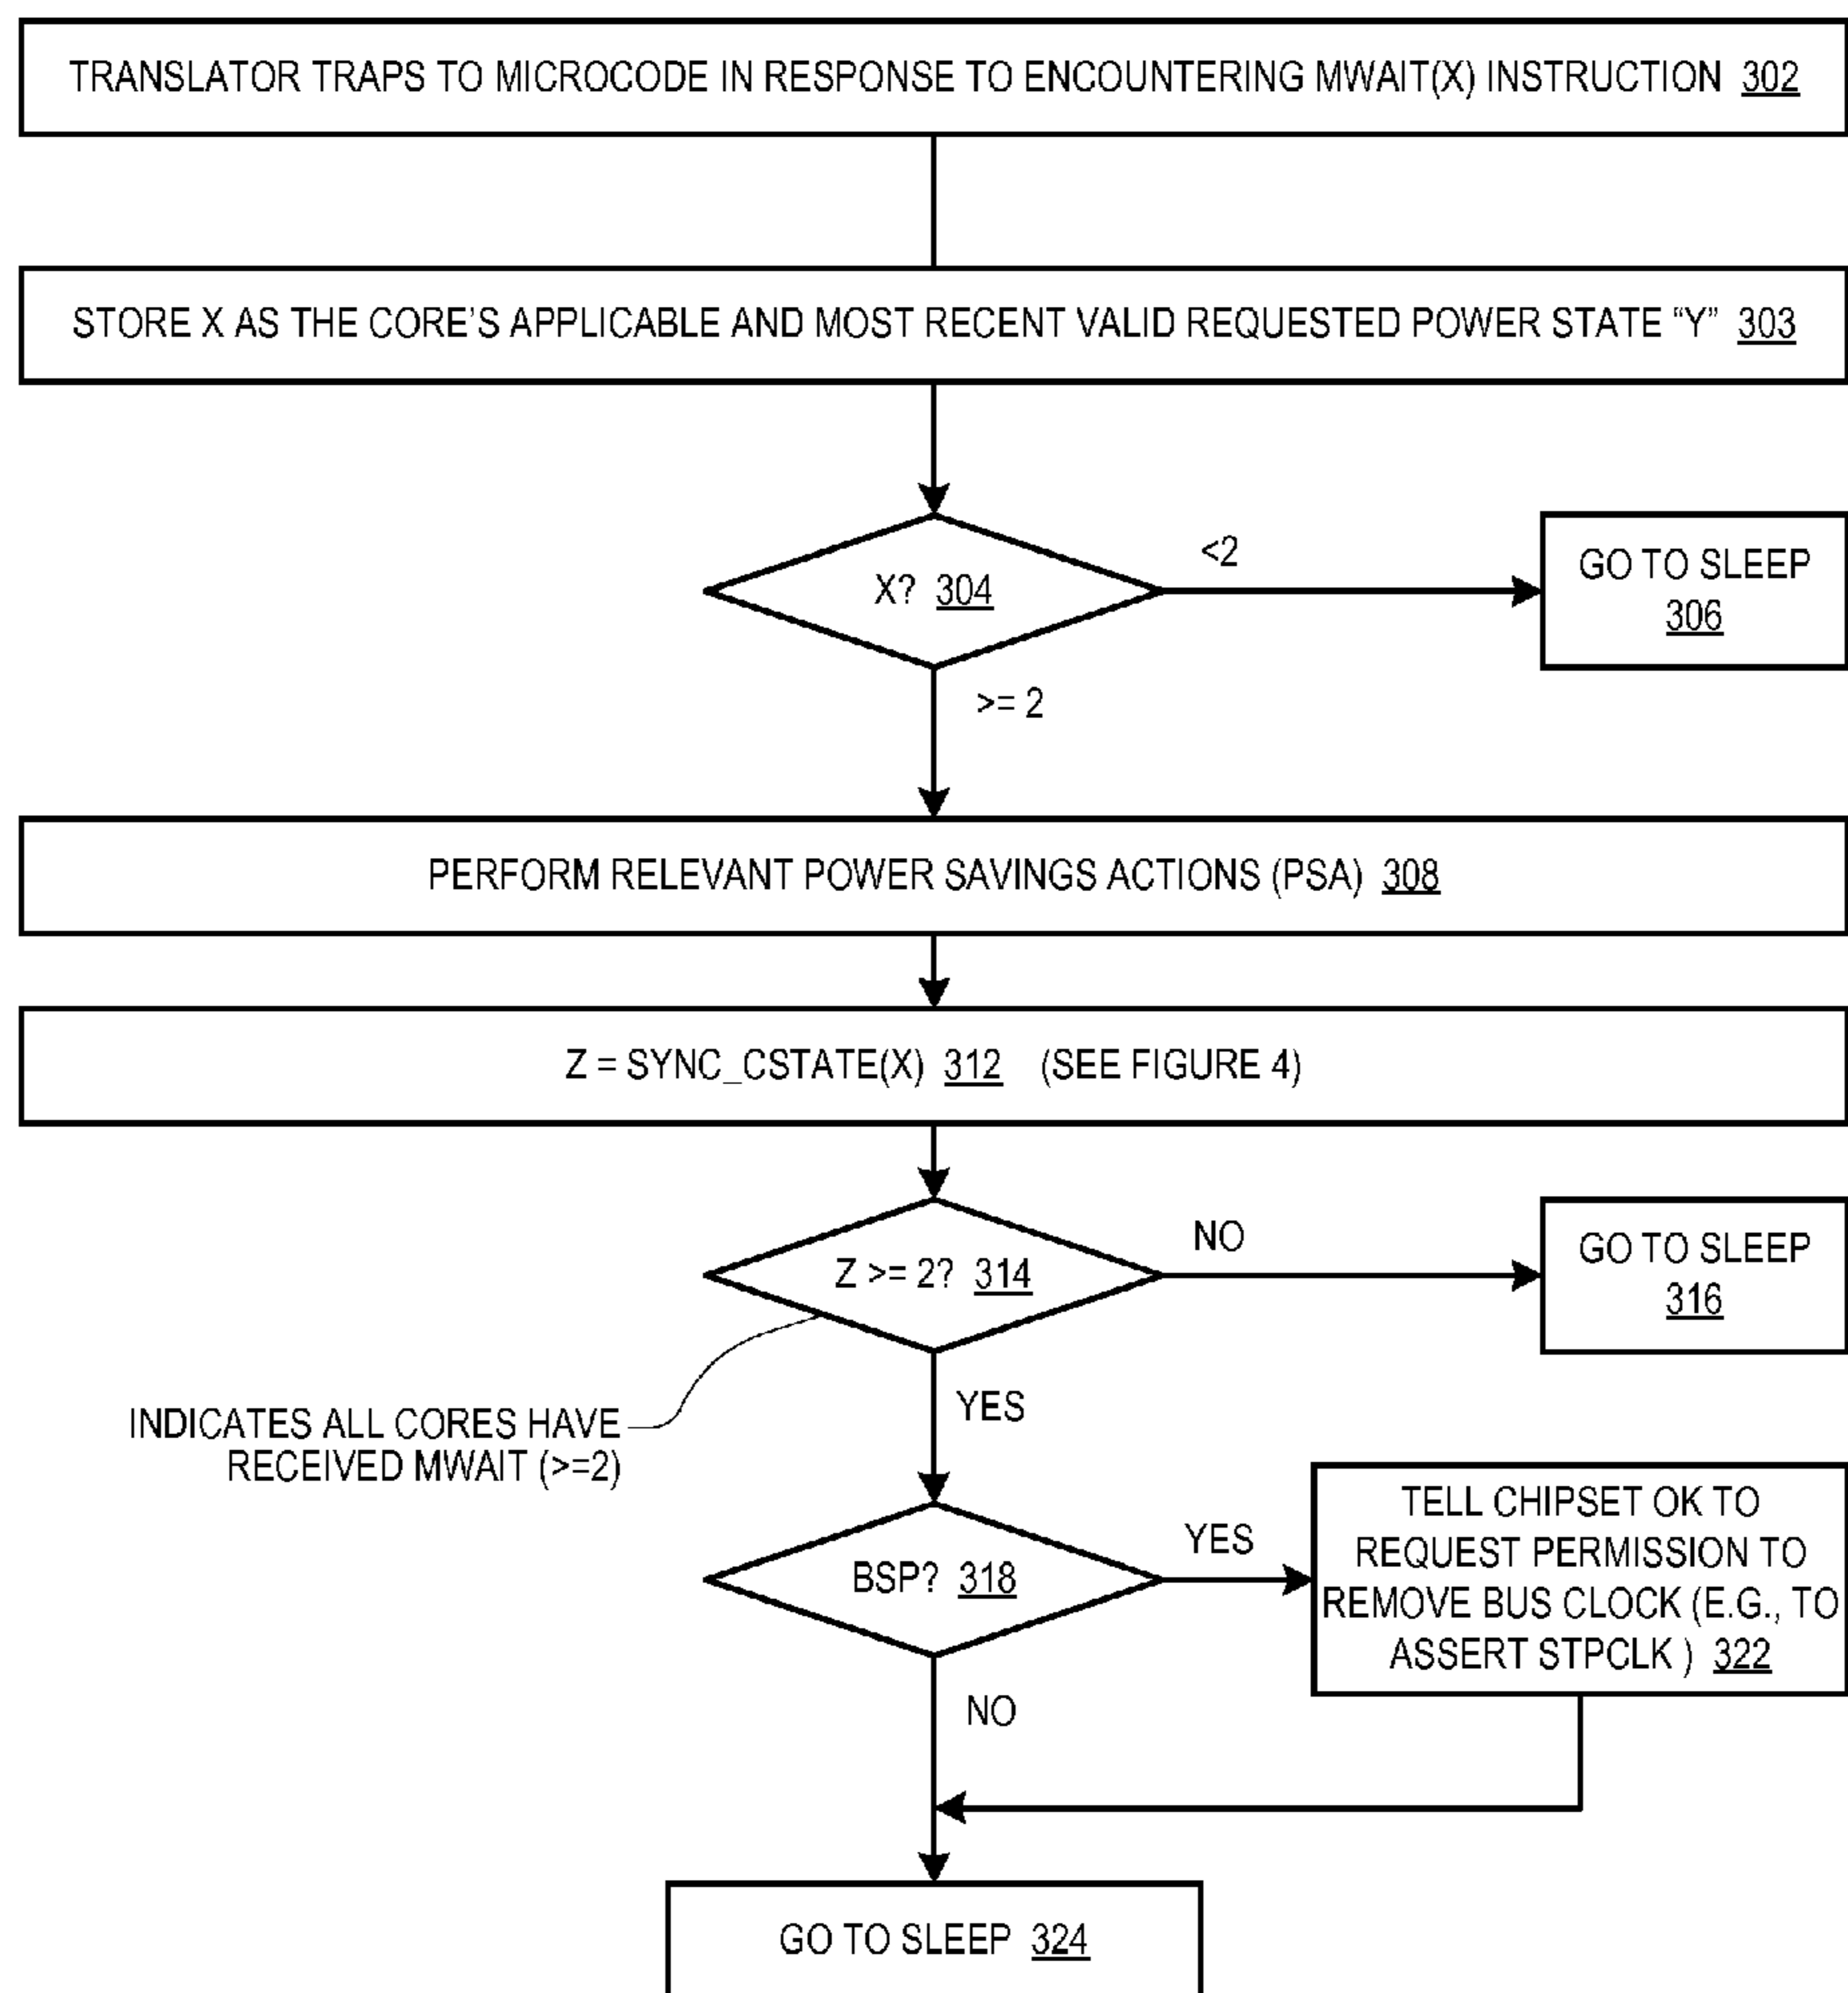 TRANSLATOR TRAPS TO MICROCODE IN RESPONSE TO ENCOUNTERING MWAIT(X) INSTRUCTION 302
STORE X AS THE CORE'S APPLICABLE AND MOST RECENT VALID REQUESTED POWER STATE “Y” 303
X? 304
<2
GO TO SLEEP
306
>= 2
PERFORM RELEVANT POWER SAVINGS ACTIONS (PSA) 308
Z = SYNC_CSTATE(X) 312 (SEE FIGURE 4)
Z >= 2? 314
NO
GO TO SLEEP
316
INDICATES ALL CORES HAVE
RECEIVED MWAIT (>=2)
YES
BSP? 318
YES
TELL CHIPSET OK TO
REQUEST PERMISSION TO
REMOVE BUS CLOCK (E.G., TO
ASSERT STPCLK ) 322
NO
GO TO SLEEP 324